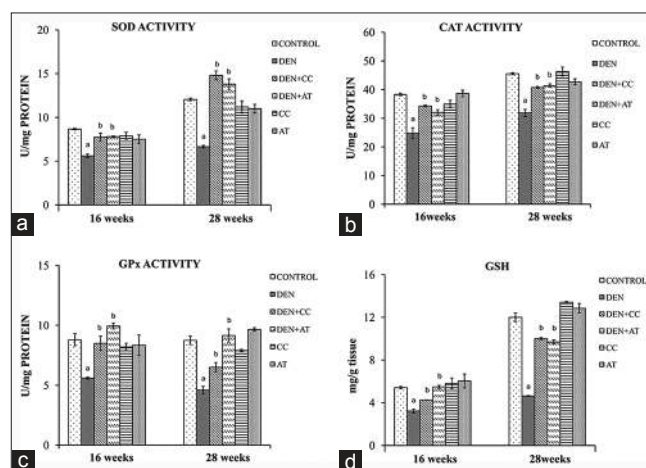 SOD ACTIVITY
U/mg PROTEIN
20
15
10
5
0
b
b
a
b
b
a
16 weeks
28 weeks
CONTROL
DEN
DEN+CC
DEN+AT
CC
AT
a
CAT ACTIVITY
U/mg PROTEIN
60
50
40
30
20
10
0
b
b
a
b
b
a
16weeks
28 weeks
CONTROL
DEN
DEN+CC
DEN+AT
CC
AT
b
GPx ACTIVITY
U/mg PROTEIN
15
10
5
0
b
b
a
b
b
a
16 weeks
28 weeks
CONTROL
DEN
DEN+CC
DEN+AT
CC
AT
c
GSH
mg/g tissue
16
12
8
4
0
a
b
b
b
b
a
16 weeks
28weeks
CONTROL
DEN
DEN+CC
DEN+AT
CC
AT
d